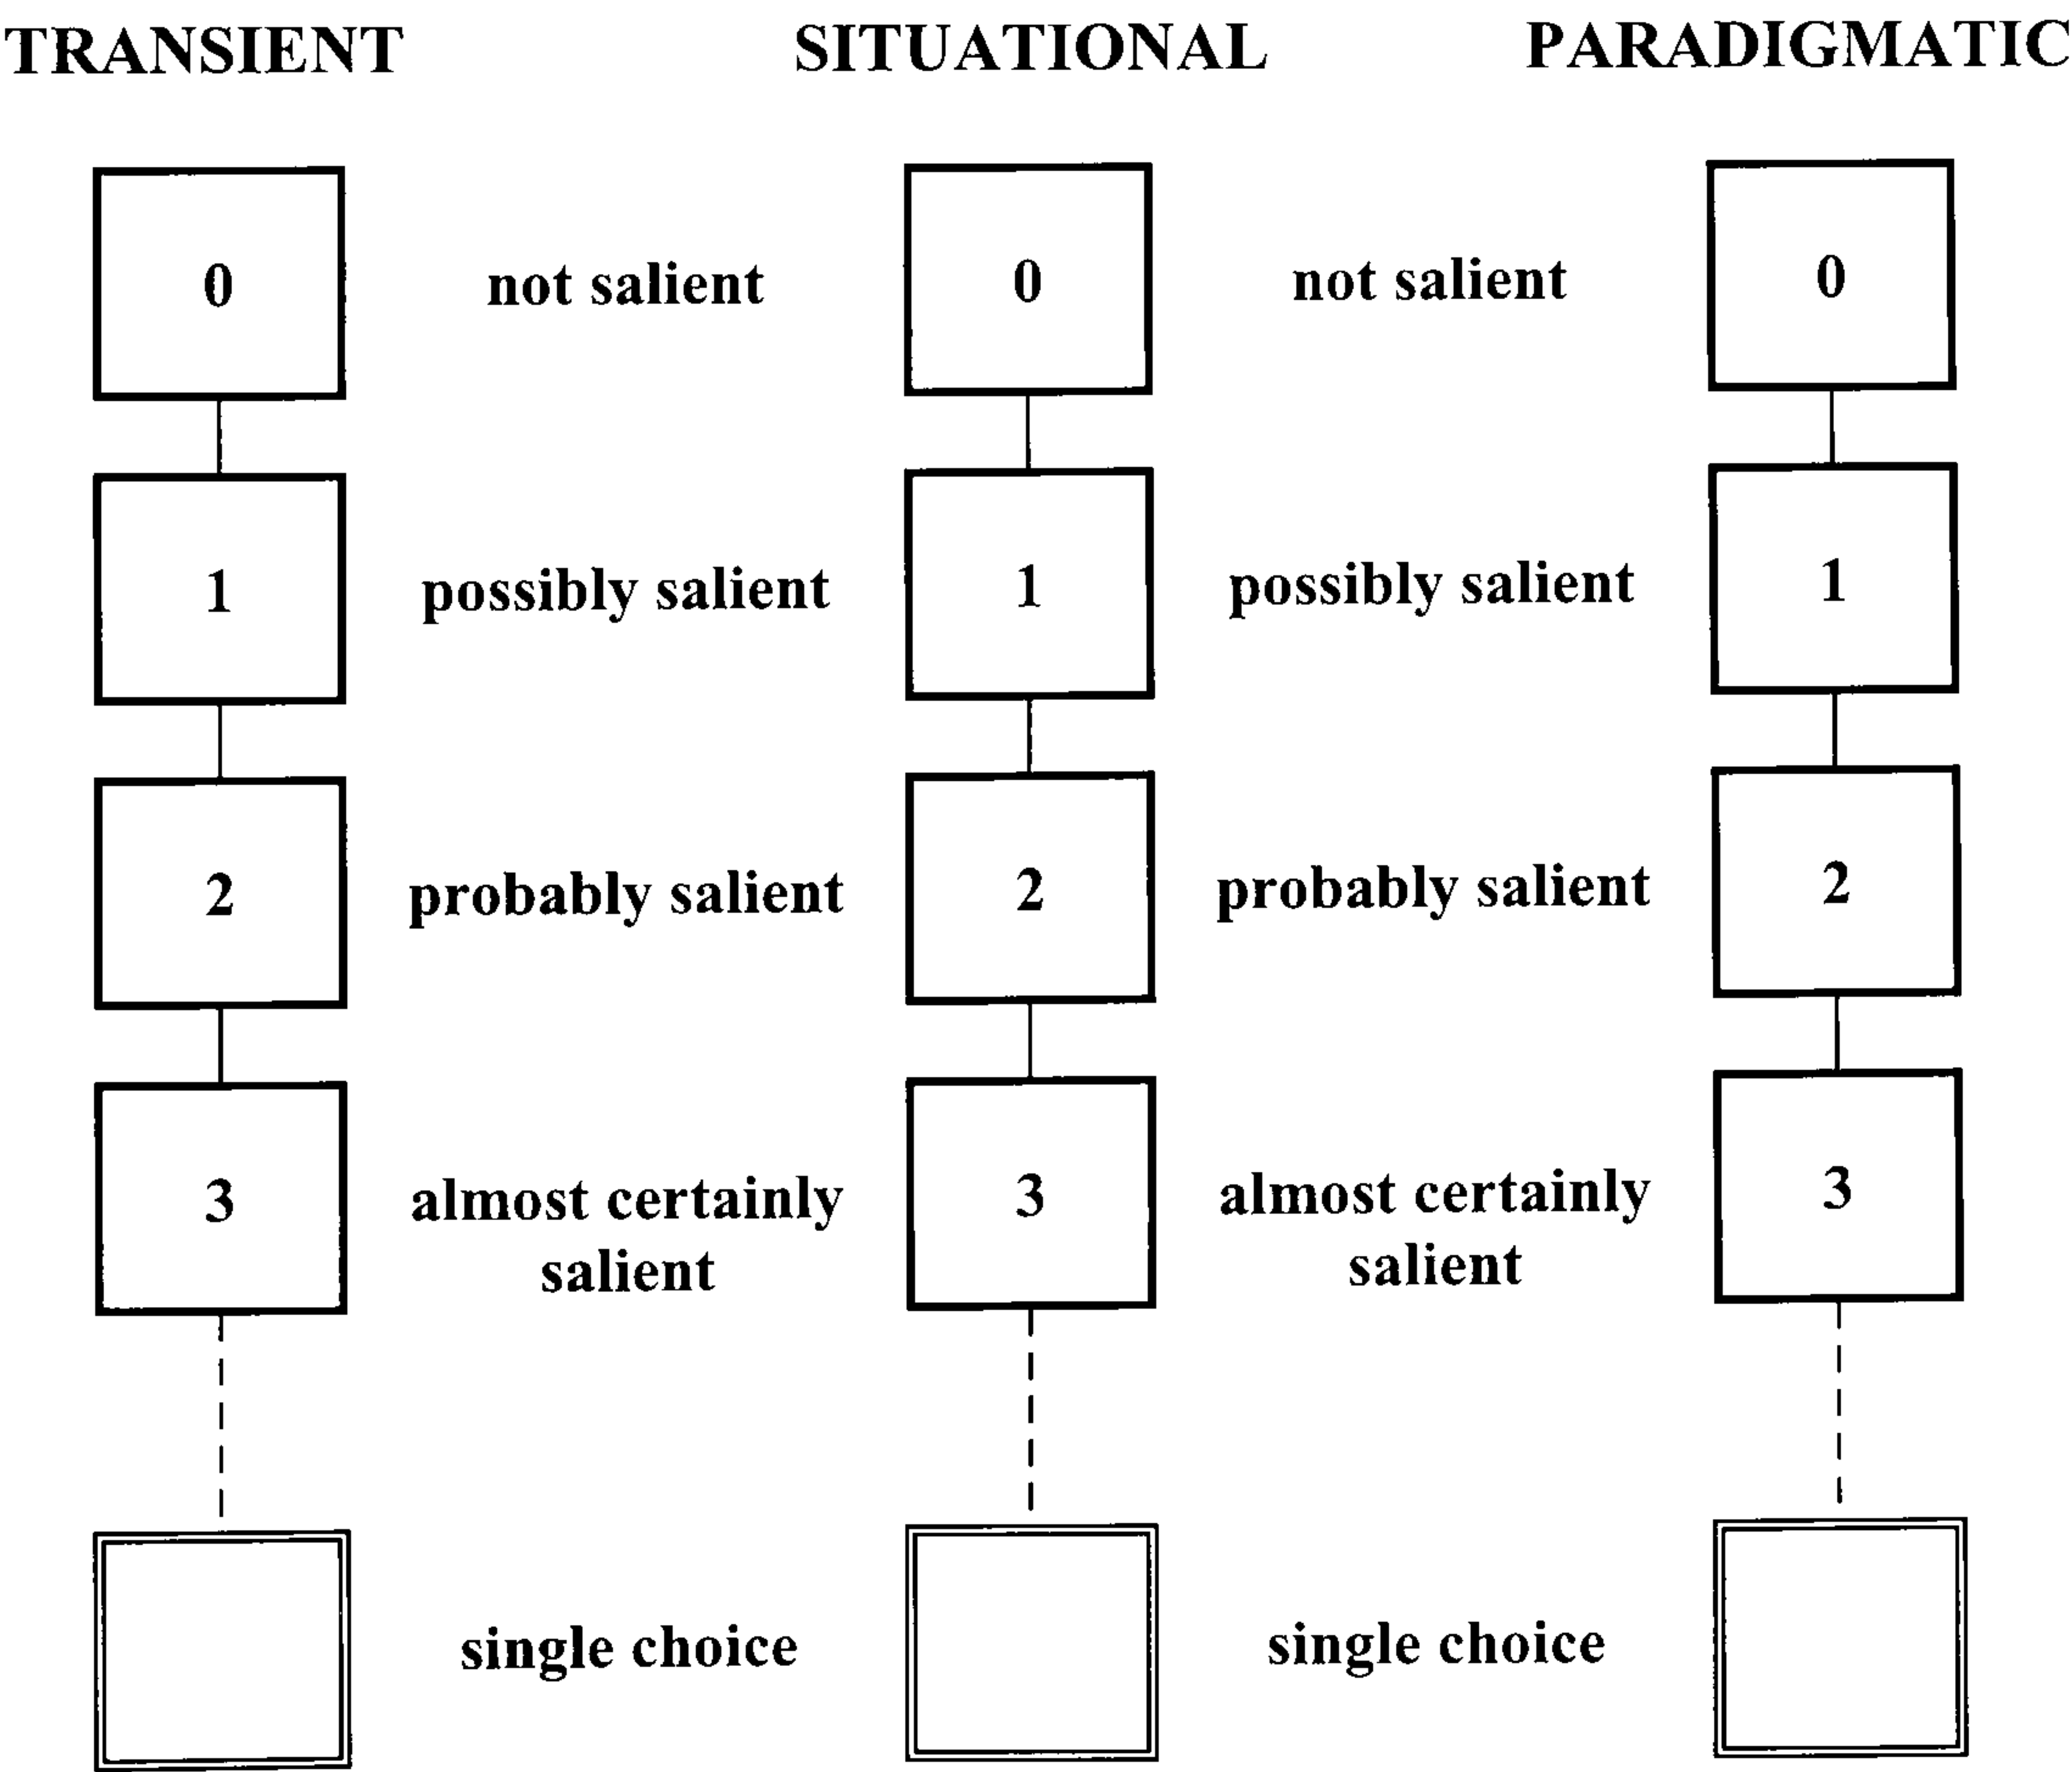 TRANSIENT SITUATIONAL PARADIGMATIC
0 not salient 0 not salient 0
1 possibly salient 1 possibly salient 1
2 probably salient 2 probably salient 2
3 almost certainly 3 almost certainly 3
salient salient
single choice single choice